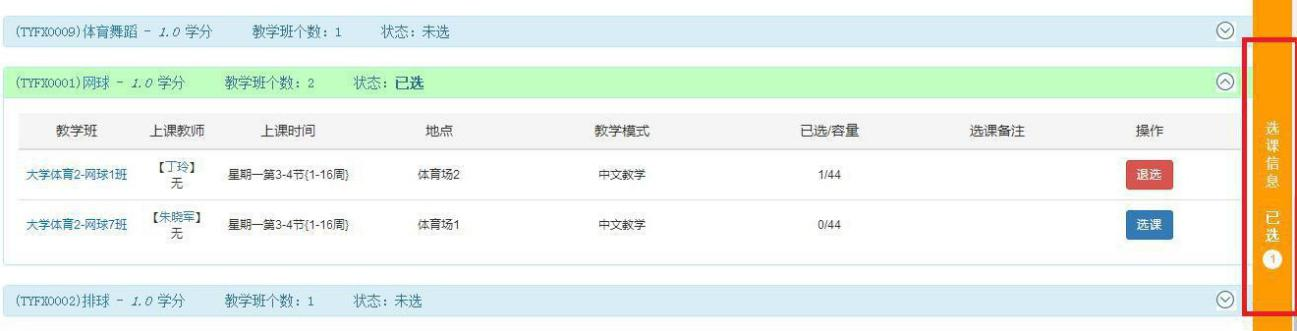 (TYFX0009)体育舞蹈 - 1.0 学分 教学班个数: 1 状态: 未选
(TYFX0001)网球 - 1.0 学分 教学班个数: 2 状态: 已选
教学班 上课教师 上课时间 地点 教学模式 已选/容量 选课备注 操作
大学体育2-网球1班 【丁玲】 无 星期一第3-4节{1-16周} 体育场2 中文教学 1/44 退选
大学体育2-网球7班 【朱晓军】 无 星期一第3-4节{1-16周} 体育场1 中文教学 0/44 选课
(TYFX0002)排球 - 1.0 学分 教学班个数: 1 状态: 未选
选课信息 已选 1